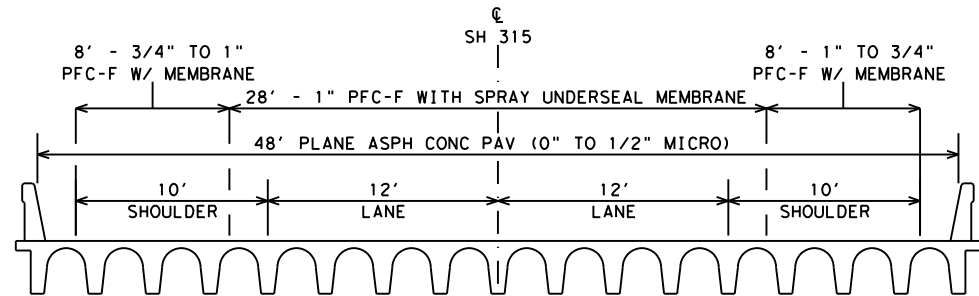 ℄
SH 315
8' - 3/4" TO 1"
PFC-F W/ MEMBRANE
8' - 1" TO 3/4"
PFC-F W/ MEMBRANE
28' - 1" PFC-F WITH SPRAY UNDERSEAL MEMBRANE
48' PLANE ASPH CONC PAV (0" TO 1/2" MICRO)
10'
SHOULDER
12'
LANE
12'
LANE
10'
SHOULDER